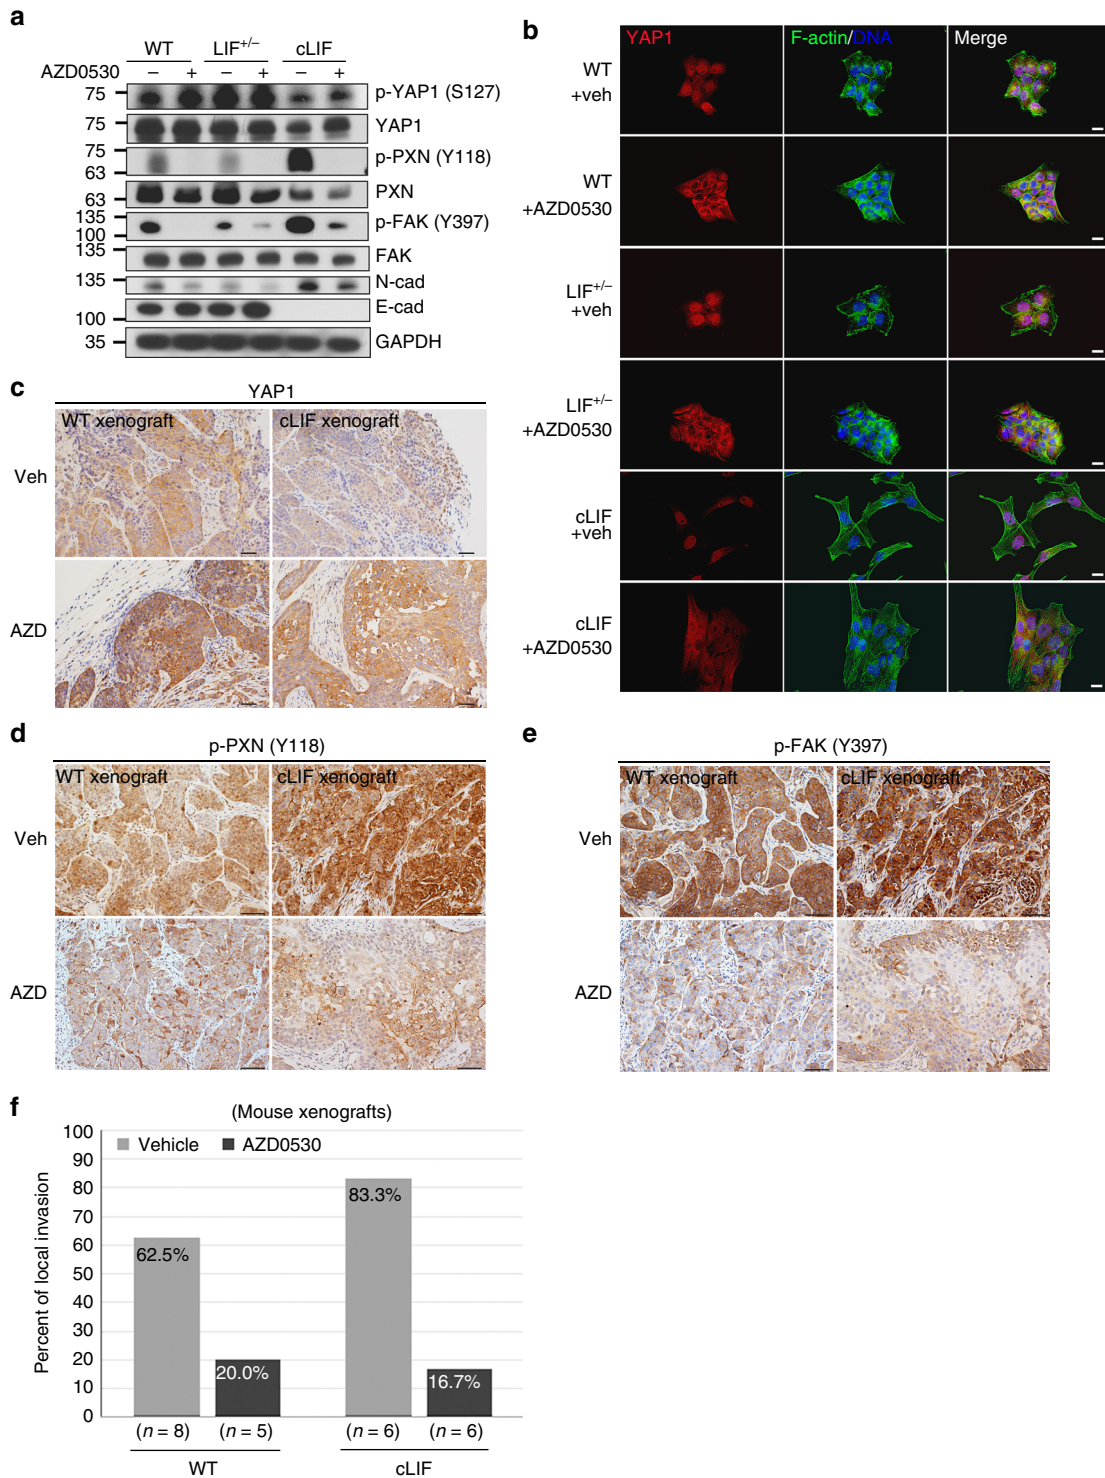 a
WT LIF+/− cLIF
AZD0530 − + − + − +
75 p-YAP1 (S127)
75 YAP1
75 p-PXN (Y118)
63
63 PXN
135 p-FAK (Y397)
100
135 FAK
135 N-cad
E-cad
100
35 GAPDH
b
YAP1 F-actin/DNA Merge
WT
+veh
WT
+AZD0530
LIF+/−
+veh
LIF+/−
+AZD0530
cLIF
+veh
cLIF
+AZD0530
c
YAP1
WT xenograft cLIF xenograft
Veh
AZD
d
p-PXN (Y118)
WT xenograft cLIF xenograft
Veh
AZD
e
p-FAK (Y397)
WT xenograft cLIF xenograft
Veh
AZD
f
(Mouse xenografts)
Vehicle AZD0530
Percent of local invasion
100
90
80
70
60
50
40
30
20
10
0
62.5%
20.0%
83.3%
16.7%
(n = 8) (n = 5) (n = 6) (n = 6)
WT cLIF